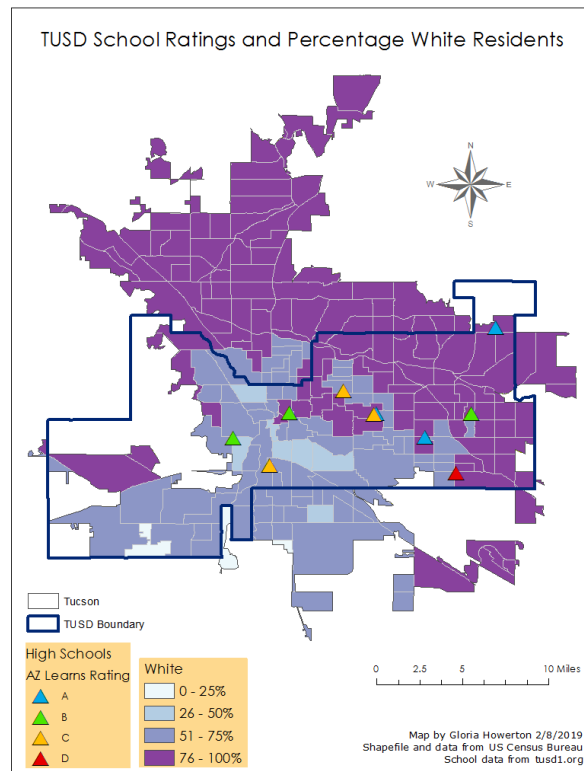 TUSD School Ratings and Percentage White Residents
N
W
E
S
Tucson
TUSD Boundary
High Schools
AZ Learns Rating
A
B
C
D
White
0 - 25%
26 - 50%
51 - 75%
76 - 100%
0 2.5 5 10 Miles
Map by Gloria Howerton 2/8/2019
Shapefile and data from US Census Bureau
School data from tusd1.org